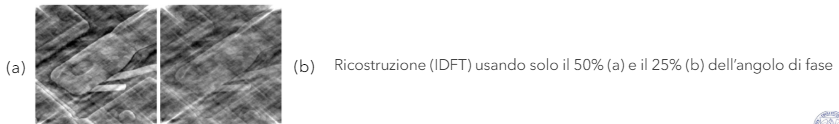 (a) (b) Ricostruzione (IDFT) usando solo il 50% (a) e il 25% (b) dell'angolo di fase